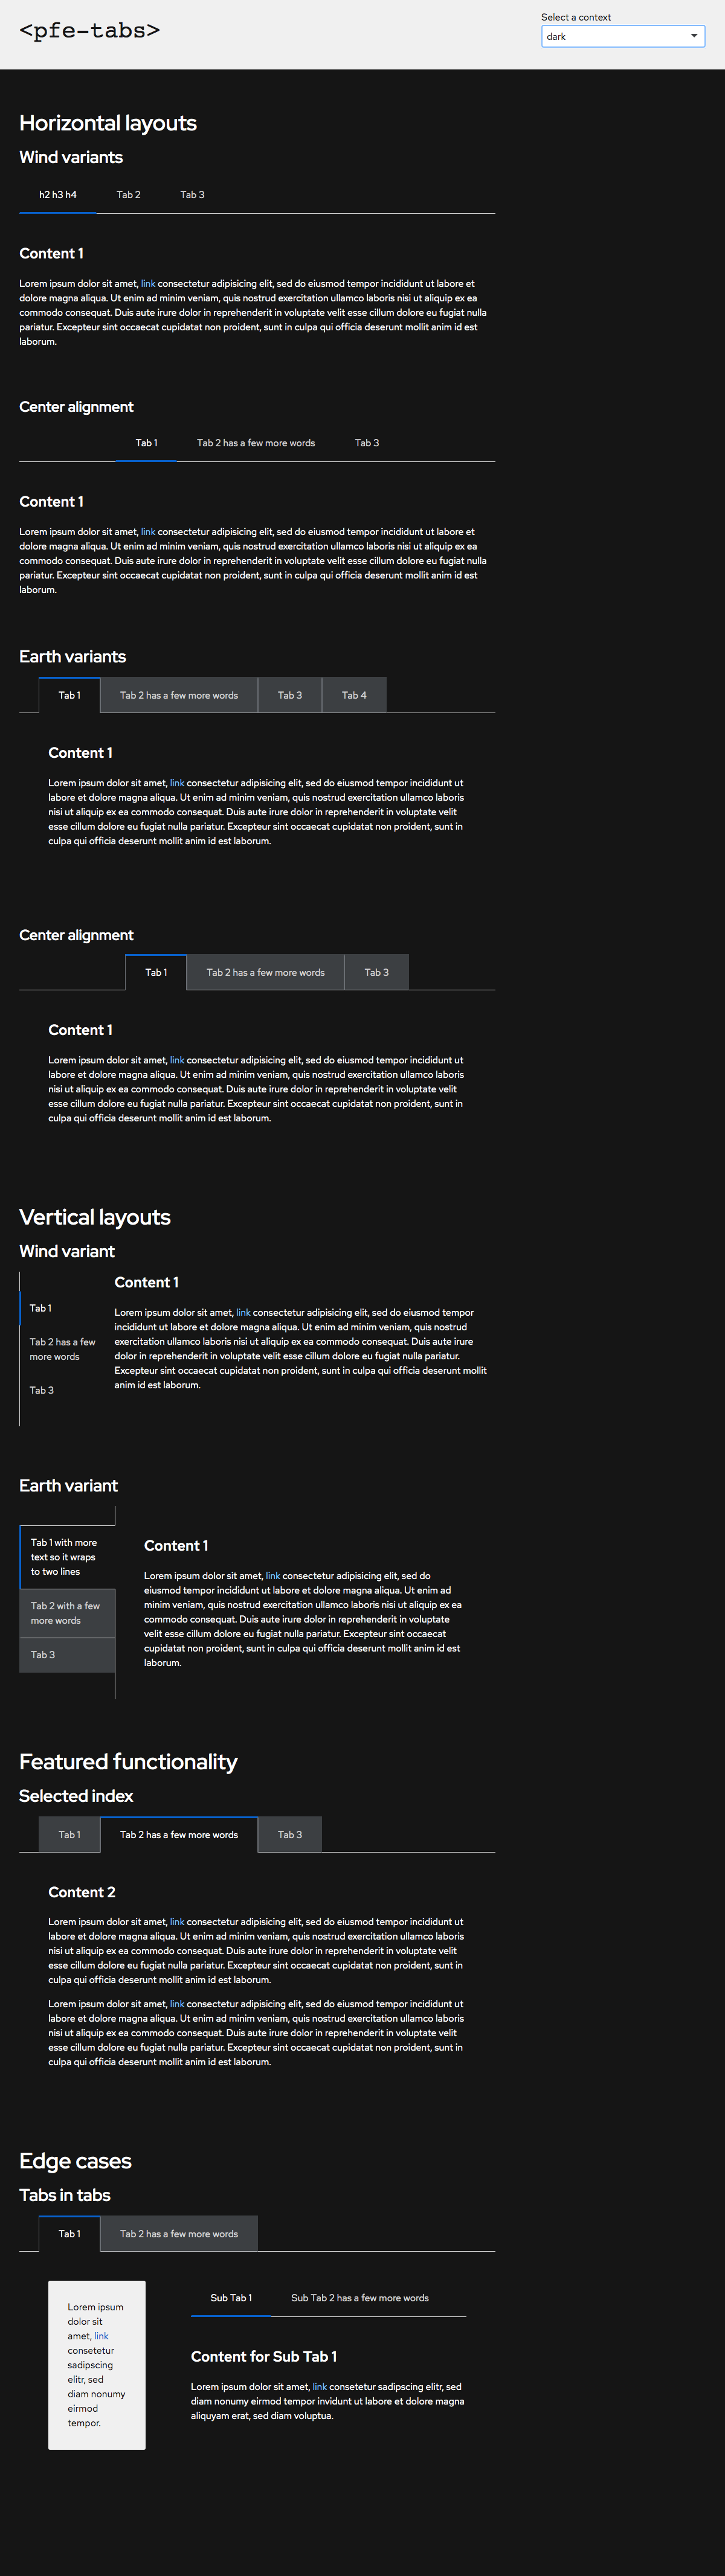 <pfe-tabs>
Select a context
dark
Horizontal layouts
Wind variants
h2 h3 h4 Tab 2 Tab 3
Content 1
Lorem ipsum dolor sit amet, link consectetur adipisicing elit, sed do eiusmod tempor incididunt ut labore et
dolore magna aliqua. Ut enim ad minim veniam, quis nostrud exercitation ullamco laboris nisi ut aliquip ex ea
commodo consequat. Duis aute irure dolor in reprehenderit in voluptate velit esse cillum dolore eu fugiat nulla
pariatur. Excepteur sint occaecat cupidatat non proident, sunt in culpa qui officia deserunt mollit anim id est
laborum.
Center alignment
Tab 1 Tab 2 has a few more words Tab 3
Content 1
Lorem ipsum dolor sit amet, link consectetur adipisicing elit, sed do eiusmod tempor incididunt ut labore et
dolore magna aliqua. Ut enim ad minim veniam, quis nostrud exercitation ullamco laboris nisi ut aliquip ex ea
commodo consequat. Duis aute irure dolor in reprehenderit in voluptate velit esse cillum dolore eu fugiat nulla
pariatur. Excepteur sint occaecat cupidatat non proident, sunt in culpa qui officia deserunt mollit anim id est
laborum.
Earth variants
Tab 1 Tab 2 has a few more words Tab 3 Tab 4
Content 1
Lorem ipsum dolor sit amet, link consectetur adipisicing elit, sed do eiusmod tempor incididunt ut
labore et dolore magna aliqua. Ut enim ad minim veniam, quis nostrud exercitation ullamco laboris
nisi ut aliquip ex ea commodo consequat. Duis aute irure dolor in reprehenderit in voluptate velit
esse cillum dolore eu fugiat nulla pariatur. Excepteur sint occaecat cupidatat non proident, sunt in
culpa qui officia deserunt mollit anim id est laborum.
Center alignment
Tab 1 Tab 2 has a few more words Tab 3
Content 1
Lorem ipsum dolor sit amet, link consectetur adipisicing elit, sed do eiusmod tempor incididunt ut
labore et dolore magna aliqua. Ut enim ad minim veniam, quis nostrud exercitation ullamco laboris
nisi ut aliquip ex ea commodo consequat. Duis aute irure dolor in reprehenderit in voluptate velit
esse cillum dolore eu fugiat nulla pariatur. Excepteur sint occaecat cupidatat non proident, sunt in
culpa qui officia deserunt mollit anim id est laborum.
Vertical layouts
Wind variant
Tab 1
Tab 2 has a few
more words
Tab 3
Content 1
Lorem ipsum dolor sit amet, link consectetur adipisicing elit, sed do eiusmod tempor
incididunt ut labore et dolore magna aliqua. Ut enim ad minim veniam, quis nostrud
exercitation ullamco laboris nisi ut aliquip ex ea commodo consequat. Duis aute irure
dolor in reprehenderit in voluptate velit esse cillum dolore eu fugiat nulla pariatur.
Excepteur sint occaecat cupidatat non proident, sunt in culpa qui officia deserunt mollit
anim id est laborum.
Earth variant
Tab 1 with more
text so it wraps
to two lines
Tab 2 with a few
more words
Tab 3
Content 1
Lorem ipsum dolor sit amet, link consectetur adipisicing elit, sed do
eiusmod tempor incididunt ut labore et dolore magna aliqua. Ut enim ad
minim veniam, quis nostrud exercitation ullamco laboris nisi ut aliquip ex ea
commodo consequat. Duis aute irure dolor in reprehenderit in voluptate
velit esse cillum dolore eu fugiat nulla pariatur. Excepteur sint occaecat
cupidatat non proident, sunt in culpa qui officia deserunt mollit anim id est
laborum.
Featured functionality
Selected index
Tab 1 Tab 2 has a few more words Tab 3
Content 2
Lorem ipsum dolor sit amet, link consectetur adipisicing elit, sed do eiusmod tempor incididunt ut
labore et dolore magna aliqua. Ut enim ad minim veniam, quis nostrud exercitation ullamco laboris
nisi ut aliquip ex ea commodo consequat. Duis aute irure dolor in reprehenderit in voluptate velit
esse cillum dolore eu fugiat nulla pariatur. Excepteur sint occaecat cupidatat non proident, sunt in
culpa qui officia deserunt mollit anim id est laborum.
Lorem ipsum dolor sit amet, link consectetur adipisicing elit, sed do eiusmod tempor incididunt ut
labore et dolore magna aliqua. Ut enim ad minim veniam, quis nostrud exercitation ullamco laboris
nisi ut aliquip ex ea commodo consequat. Duis aute irure dolor in reprehenderit in voluptate velit
esse cillum dolore eu fugiat nulla pariatur. Excepteur sint occaecat cupidatat non proident, sunt in
culpa qui officia deserunt mollit anim id est laborum.
Edge cases
Tabs in tabs
Tab 1 Tab 2 has a few more words
Lorem ipsum
dolor sit
amet, link
consetetur
sadipscing
elitr, sed
diam nonumy
eirmod
tempor.
Sub Tab 1 Sub Tab 2 has a few more words
Content for Sub Tab 1
Lorem ipsum dolor sit amet, link consetetur sadipscing elitr, sed
diam nonumy eirmod tempor invidunt ut labore et dolore magna
aliquyam erat, sed diam voluptua.